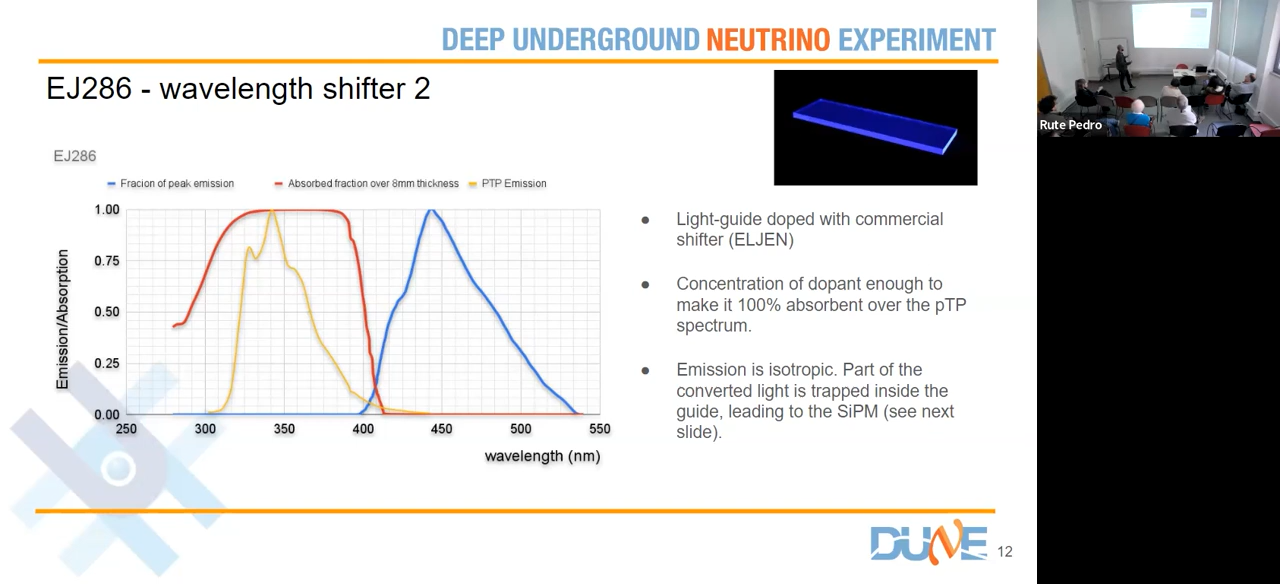 DEEP UNDERGROUND NEUTRINO EXPERIMENT
EJ286 - wavelength shifter 2
EJ286
Fracion of peak emission
Absorbed fraction over 8mm thickness
PTP Emission
1.00
0.75
0.50
0.25
0.00
Emission/Absorption
250
300
350
400
450
500
550
wavelength (nm)
● Light-guide doped with commercial
shifter (ELJEN)
● Concentration of dopant enough to
make it 100% absorbent over the pTP
spectrum.
● Emission is isotropic. Part of the
converted light is trapped inside the
guide, leading to the SiPM (see next
slide).
DUNE
12
Rute Pedro